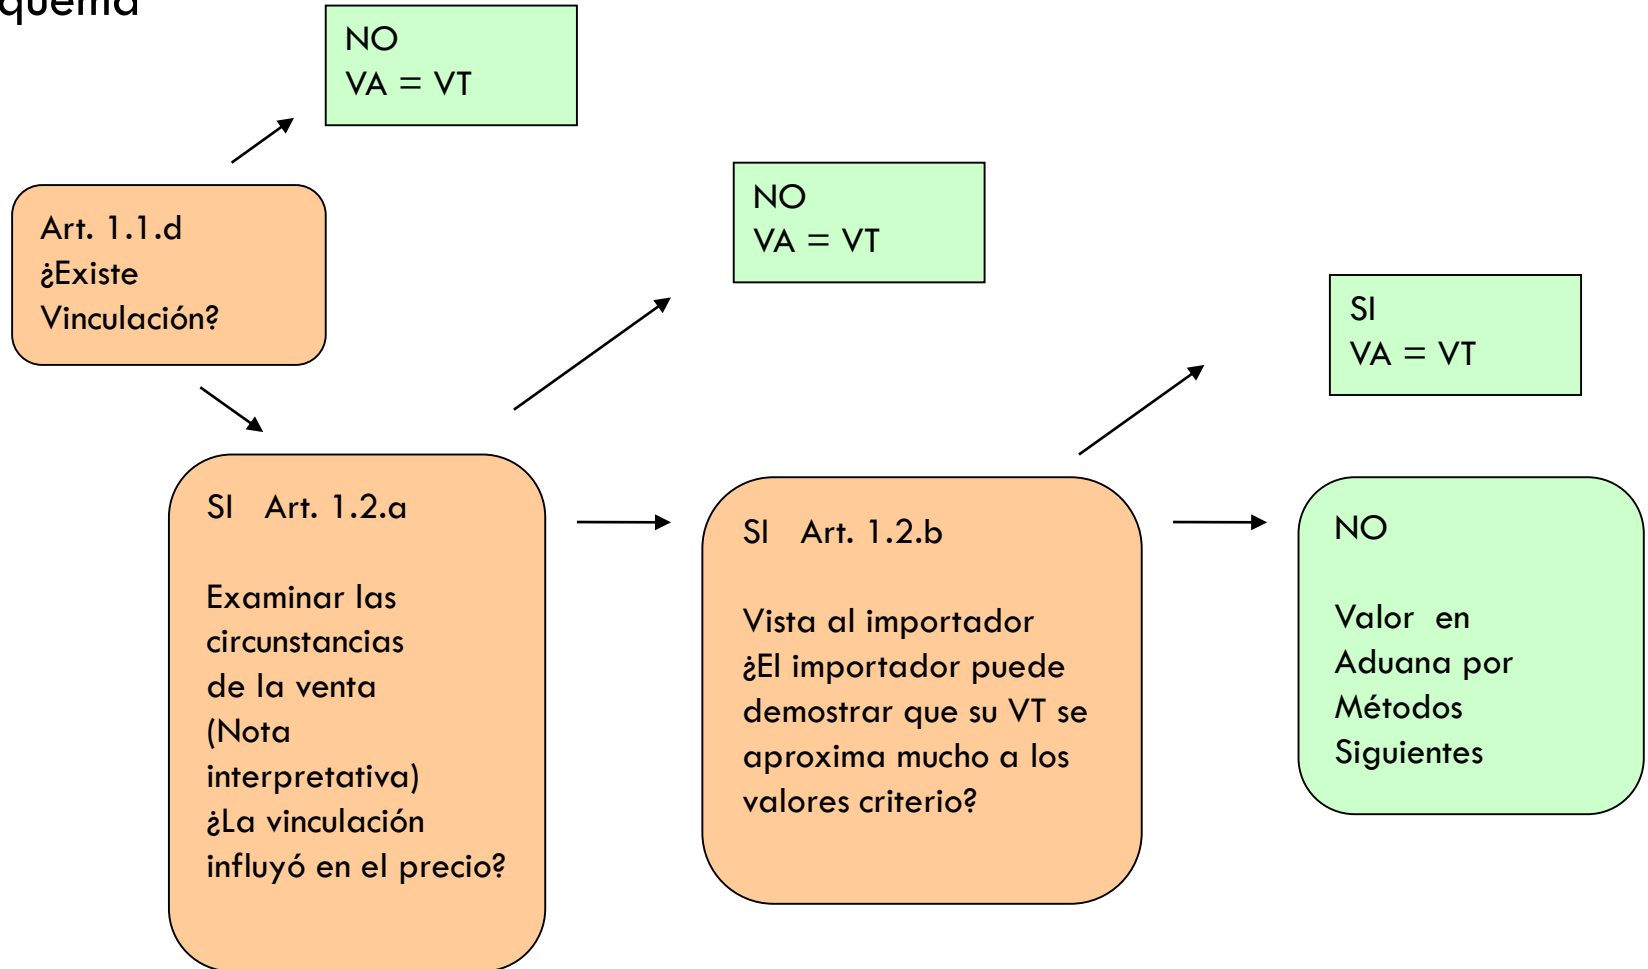 quema
NO
VA = VT
Art. 1.1.d
¿Existe
Vinculación?
NO
VA = VT
SI
VA = VT
SI Art. 1.2.a
Examinar las
circunstancias
de la venta
(Nota
interpretativa)
¿La vinculación
influyó en el precio?
SI Art. 1.2.b
Vista al importador
¿El importador puede
demostrar que su VT se
aproxima mucho a los
valores criterio?
NO
Valor en
Aduana por
Métodos
Siguientes